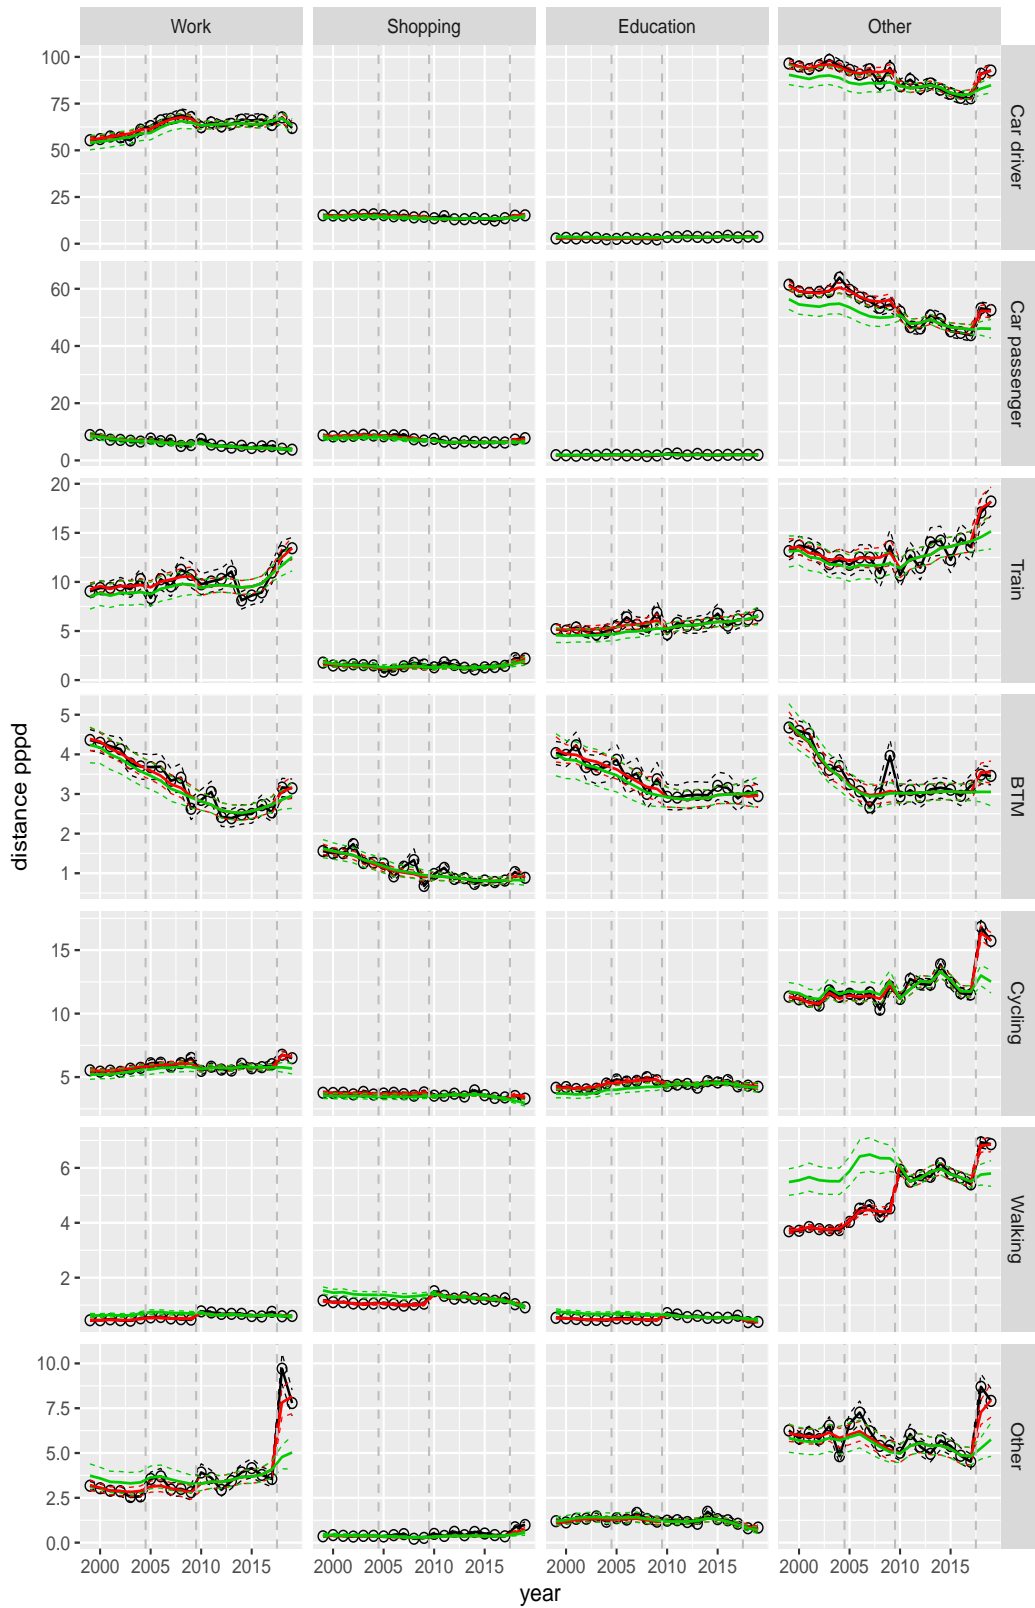 Work Shopping Education Other
100
75
50
25
0
Car driver
60
40
20
0
Car passenger
20
15
10
5
0
Train
5
4
3
2
1
BTM
distance pppd
15
10
5
Cycling
6
4
2
Walking
10.0
7.5
5.0
2.5
0.0
Other
2000 2005 2010 2015 2000 2005 2010 2015 2000 2005 2010 2015 2000 2005 2010 2015
year